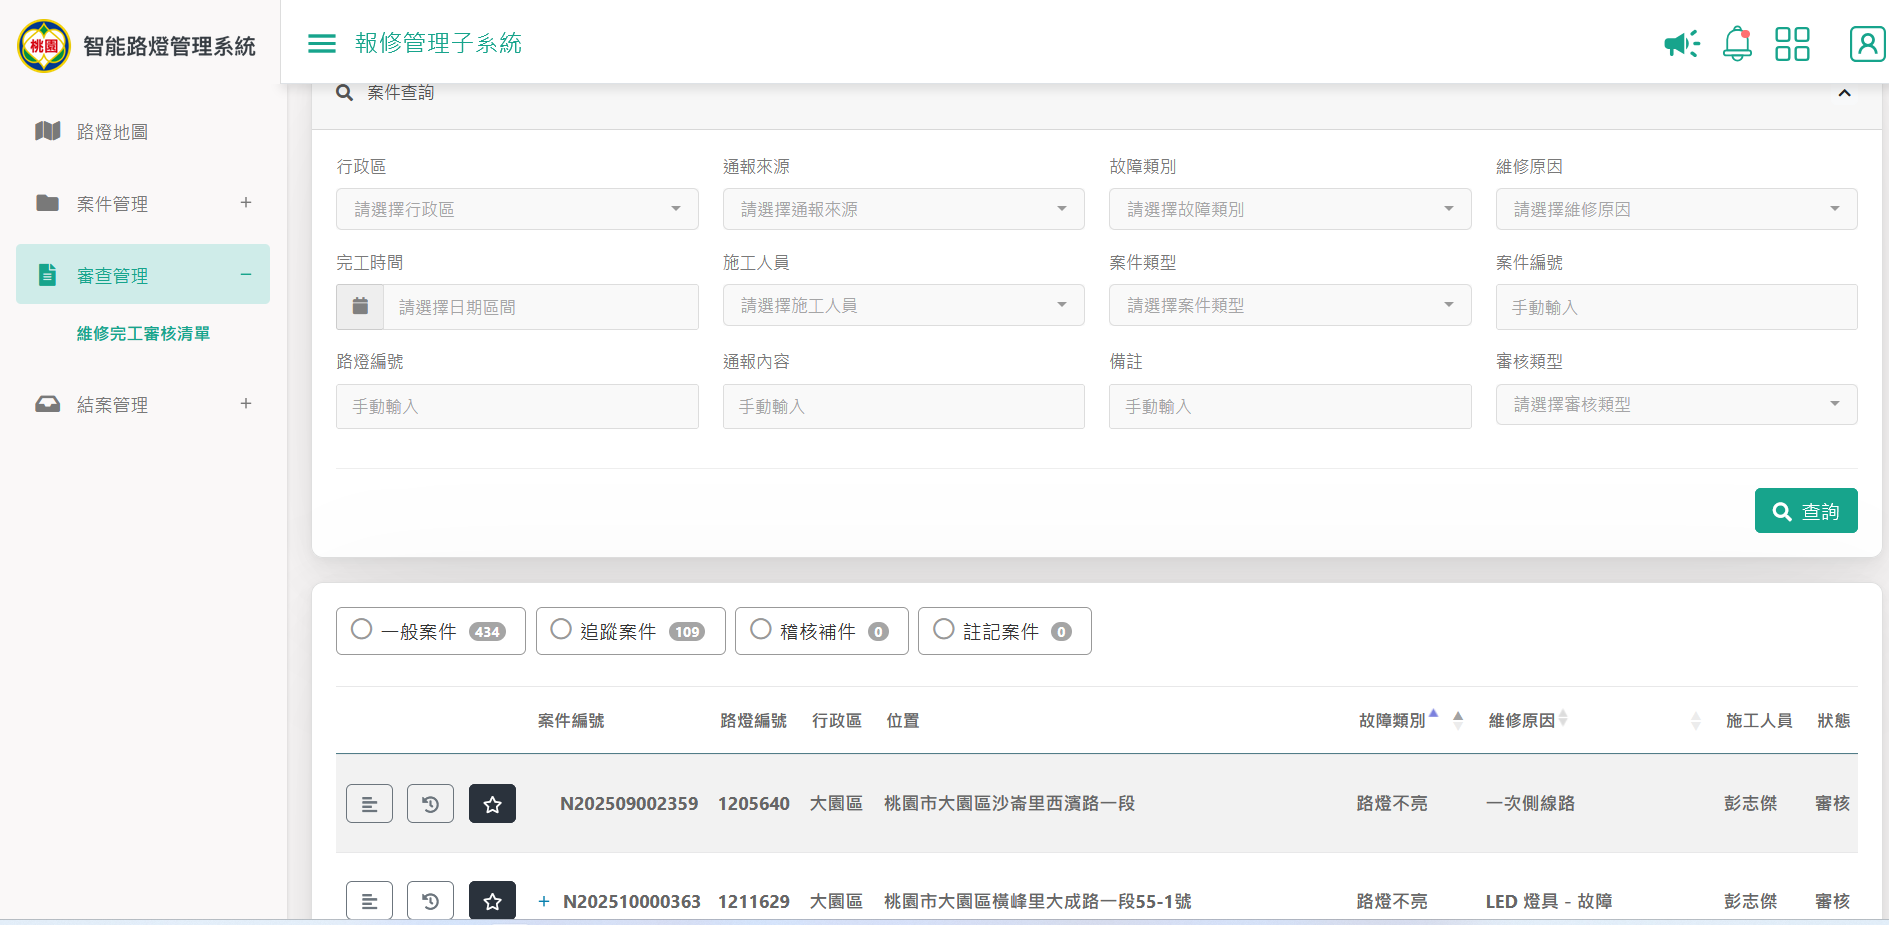 桃園 智能路燈管理系統
報修管理子系統
路燈地圖
案件管理 +
審查管理 −
維修完工審核清單
結案管理 +
案件查詢
行政區 通報來源 故障類別 維修原因
請選擇行政區 請選擇通報來源 請選擇故障類別 請選擇維修原因
完工時間 施工人員 案件類型 案件編號
請選擇日期區間 請選擇施工人員 請選擇案件類型 手動輸入
路燈編號 通報內容 備註 審核類型
手動輸入 手動輸入 手動輸入 請選擇審核類型
查詢
一般案件 434 追蹤案件 109 稽核補件 0 註記案件 0
案件編號 路燈編號 行政區 位置 故障類別 維修原因 施工人員 狀態
N202509002359 1205640 大園區 桃園市大園區沙崙里西濱路一段 路燈不亮 一次側線路 彭志傑 審核
+ N202510000363 1211629 大園區 桃園市大園區橫峰里大成路一段55-1號 路燈不亮 LED 燈具 - 故障 彭志傑 審核